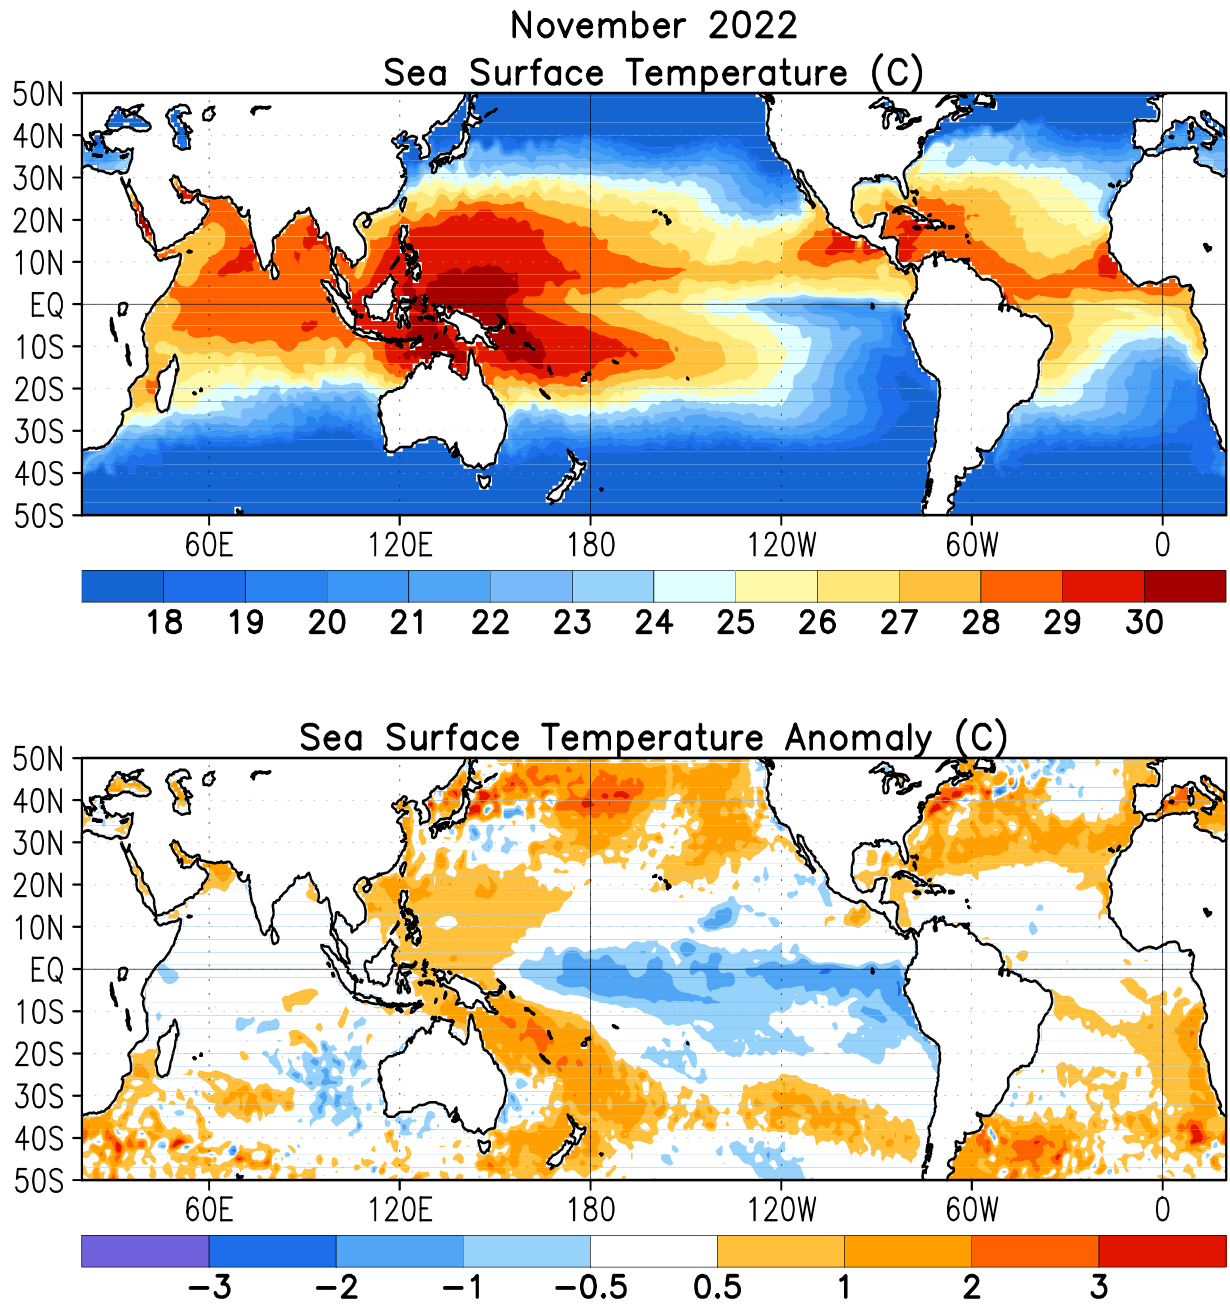 November 2022
Sea Surface Temperature (C)
50N
40N
30N
20N
10N
EQ
10S
20S
30S
40S
50S
60E 120E 180 120W 60W 0
18 19 20 21 22 23 24 25 26 27 28 29 30
Sea Surface Temperature Anomaly (C)
50N
40N
30N
20N
10N
EQ
10S
20S
30S
40S
50S
60E 120E 180 120W 60W 0
−3 −2 −1 −0.5 0.5 1 2 3